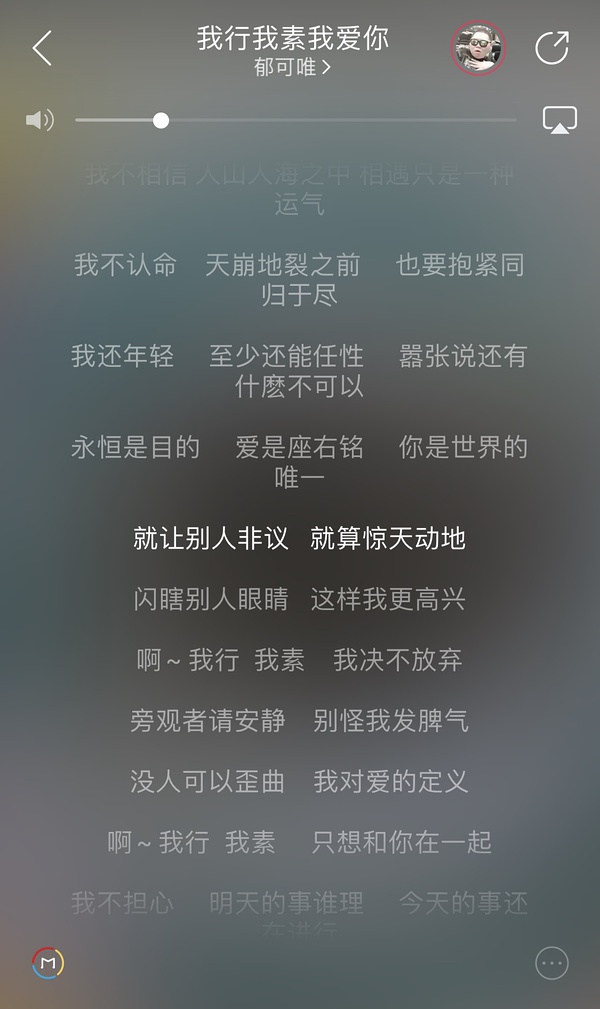 我行我素我爱你
郁可唯
我不相信 人山人海之中 相遇只是一种
运气
我不认命 天崩地裂之前 也要抱紧同
归于尽
我还年轻 至少还能任性 嚣张说还有
什麽不可以
永恒是目的 爱是座右铭 你是世界的
唯一
就让别人非议 就算惊天动地
闪瞎别人眼睛 这样我更高兴
啊~我行 我素 我决不放弃
旁观者请安静 别怪我发脾气
没人可以歪曲 我对爱的定义
啊~我行 我素 只想和你在一起
我不担心 明天的事谁理 今天的事还
在进行
M